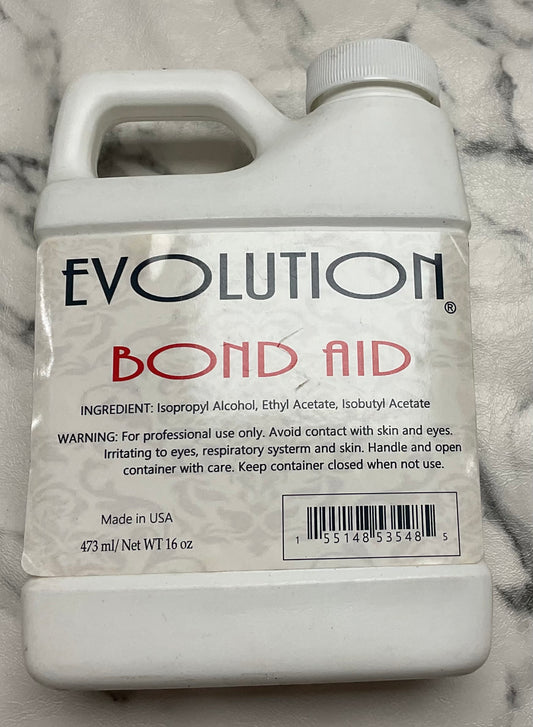 EVOLUTION®
BOND AID
INGREDIENT: Isopropyl Alcohol, Ethyl Acetate, Isobutyl Acetate
WARNING: For professional use only. Avoid contact with skin and eyes.
Irritating to eyes, respiratory systerm and skin. Handle and open
container with care. Keep container closed when not use.
Made in USA
473 ml/ Net WT 16 oz
1 55148 53548 5